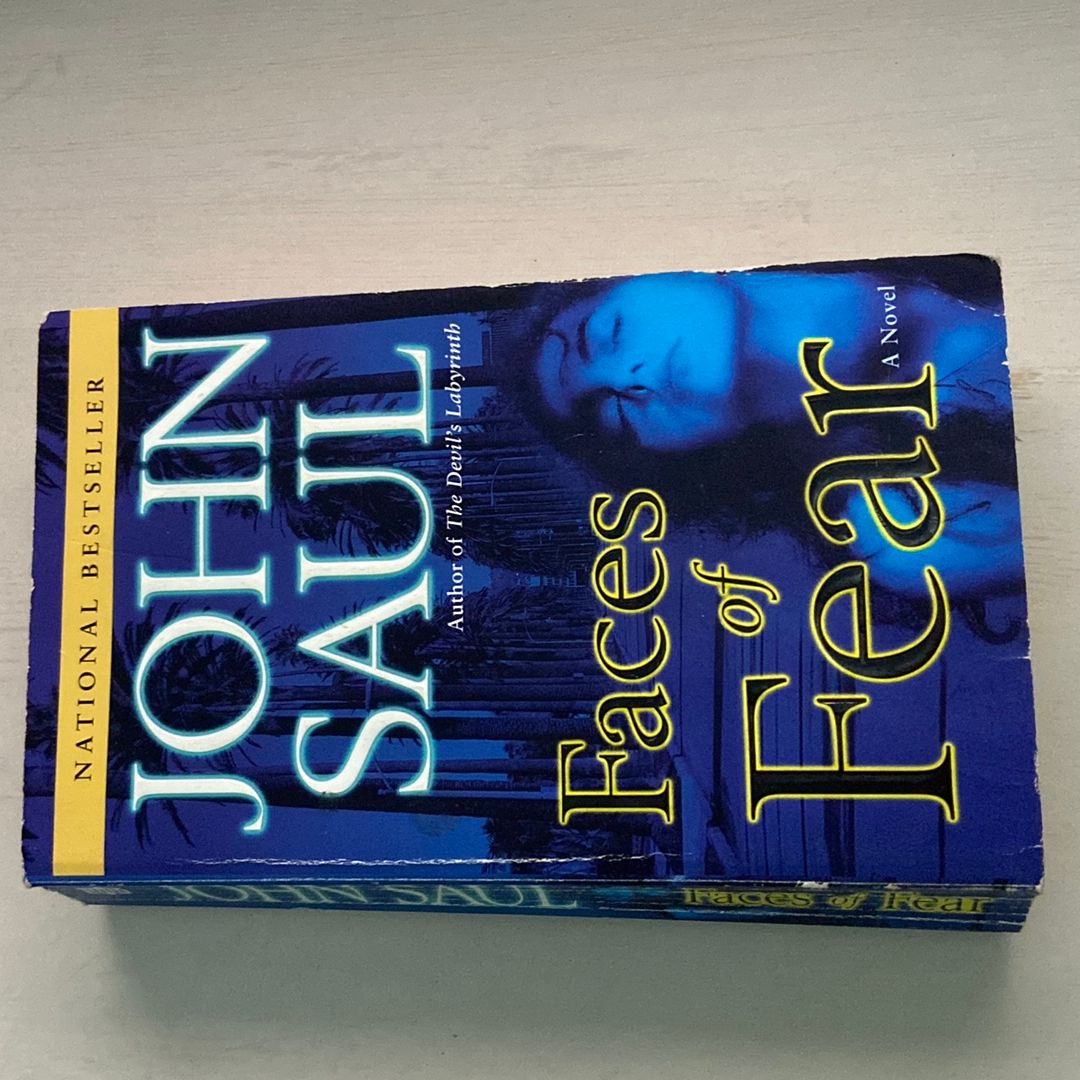 NATIONAL BESTSELLER
JOHN
SAUL
Author of The Devil's Labyrinth
Faces
of
Fear
A Novel
JOHN SAUL
Faces of Fear